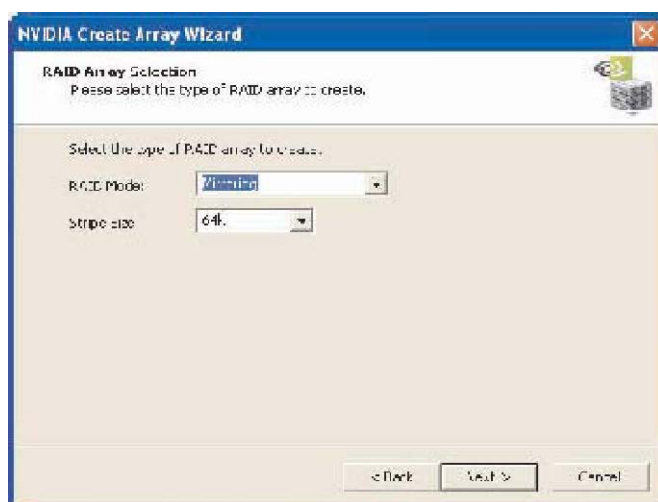 NVIDIA Create Array Wizard
RAID Array Selection
Please select the type of RAID array to create.
Select the type of RAID array to create.
RAID Mode:
Mirroring
Stripe Size
64k
< Back
Next >
Cancel